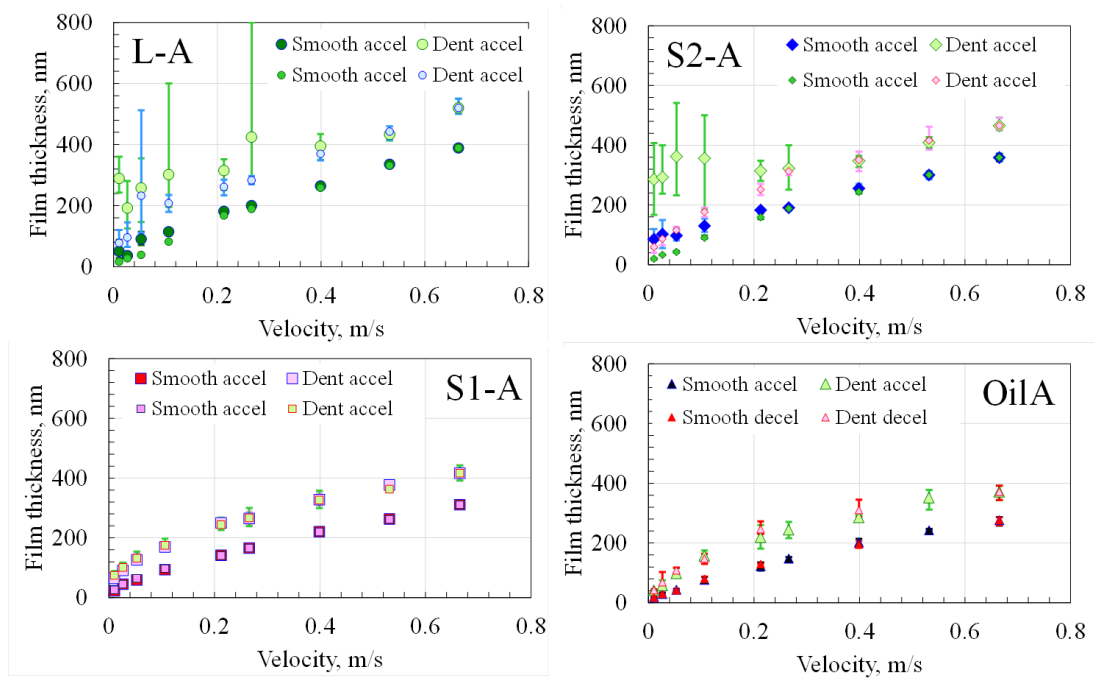 800
600
400
200
0
Film thickness, nm
L-A
Smooth accel Dent accel
Smooth accel Dent accel
0 0.2 0.4 0.6 0.8
Velocity, m/s
800
600
400
200
0
Film thickness, nm
S2-A
Smooth accel Dent accel
Smooth accel Dent accel
0 0.2 0.4 0.6 0.8
Velocity, m/s
800
600
400
200
0
Film thickness, nm
Smooth accel Dent accel
Smooth accel Dent accel
S1-A
0 0.2 0.4 0.6 0.8
Velocity, m/s
800
600
400
200
0
Film thickness, nm
Smooth accel Dent accel
Smooth decel Dent decel
OilA
0 0.2 0.4 0.6 0.8
Velocity, m/s